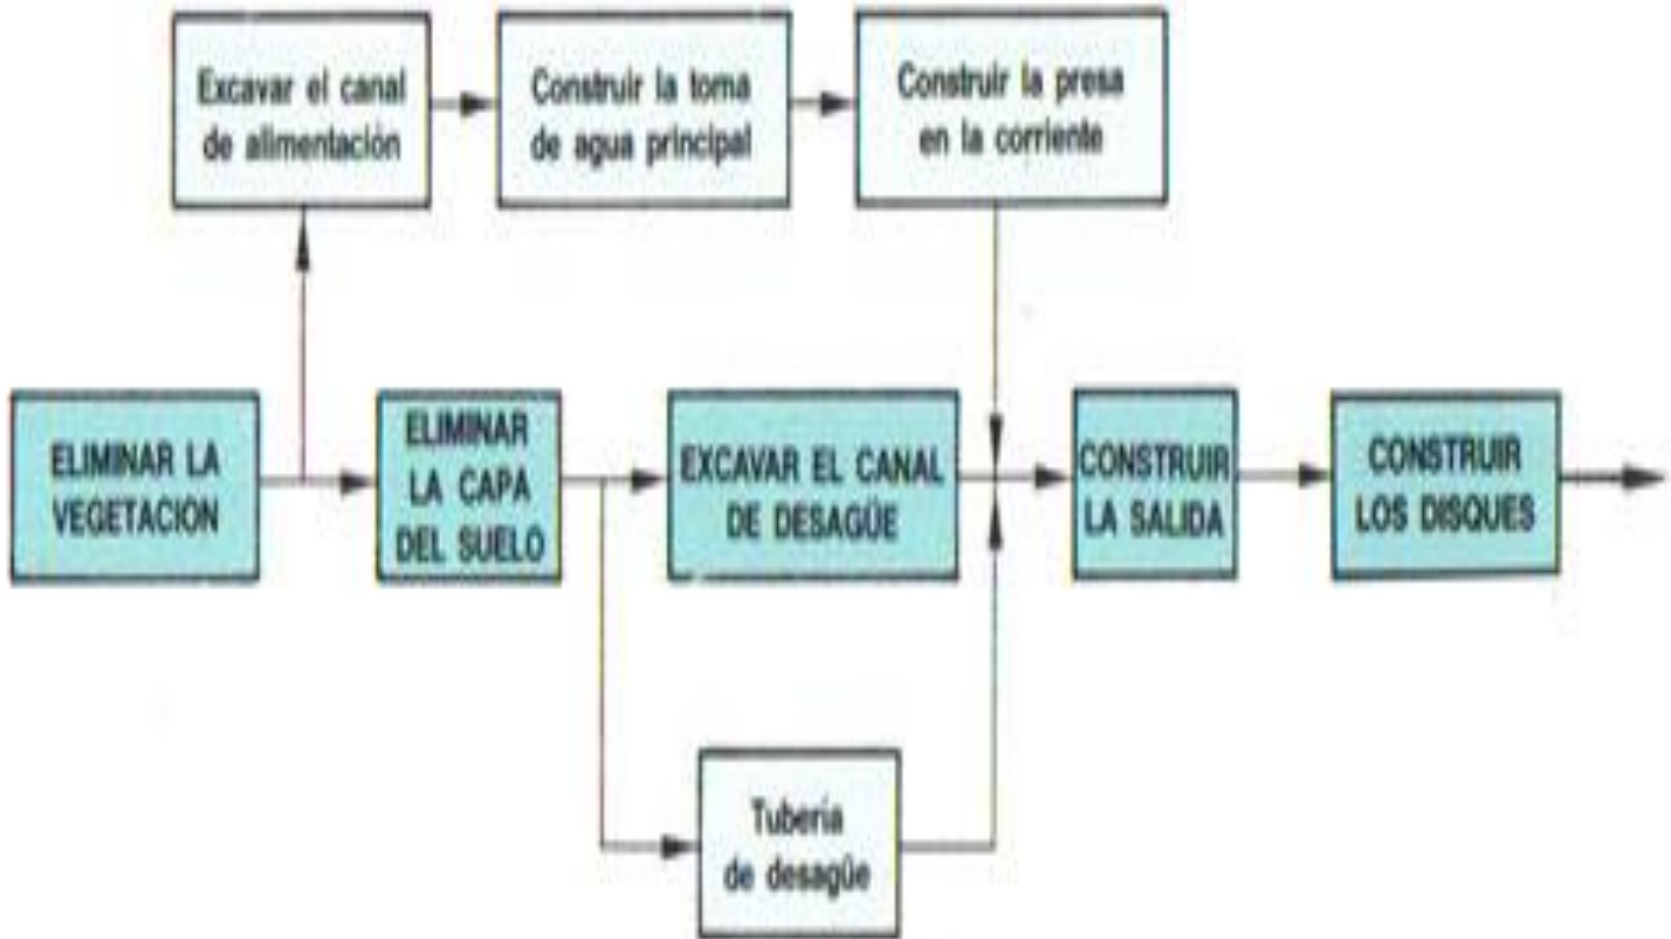 Excavar el canal
de alimentación
Construir la toma
de agua principal
Construir la presa
en la corriente
ELIMINAR LA
VEGETACION
ELIMINAR
LA CAPA
DEL SUELO
EXCAVAR EL CANAL
DE DESAGÜE
CONSTRUIR
LA SALIDA
CONSTRUIR
LOS DISQUES
Tubería
de desagüe